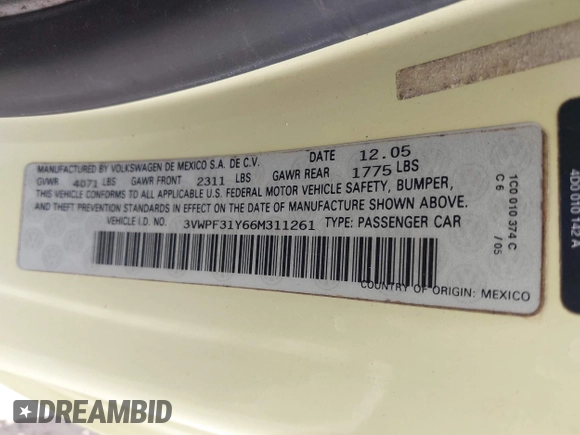 MANUFACTURED BY VOLKSWAGEN DE MEXICO S.A. DE C.V. DATE 12.05
GVWR 4071 LBS GAWR FRONT 2311 LBS GAWR REAR 1775 LBS
THIS VEHICLE CONFORMS TO ALL APPLICABLE U.S. FEDERAL MOTOR VEHICLE SAFETY, BUMPER,
AND THEFT PREVENTION STANDARDS IN EFFECT ON THE DATE OF MANUFACTURE SHOWN ABOVE.
VEHICLE I.D. NO. 3VWPF31Y66M311261 TYPE: PASSENGER CAR
COUNTRY OF ORIGIN: MEXICO
1C0 010 374 C
C6 /05
4D0 010 142 A
DREAMBID